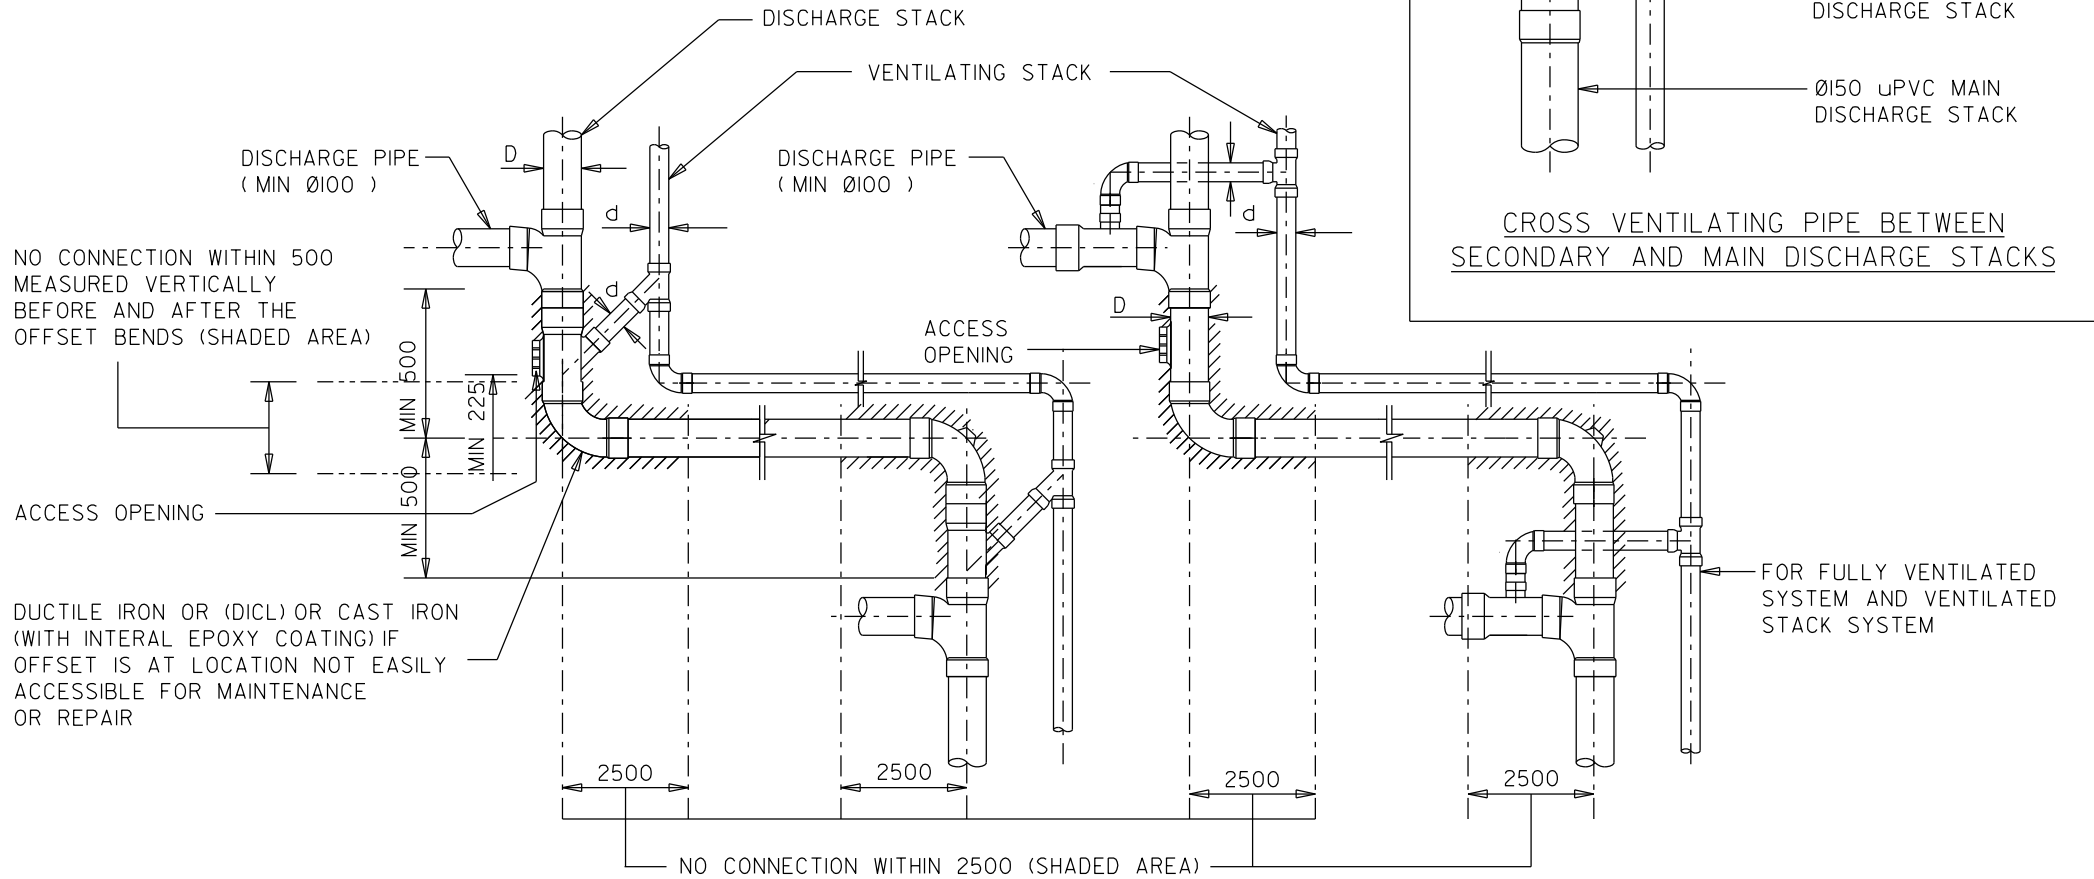 DISCHARGE STACK
VENTILATING STACK
DISCHARGE PIPE
( MIN Ø100 )
D
d
d
NO CONNECTION WITHIN 500
MEASURED VERTICALLY
BEFORE AND AFTER THE
OFFSET BENDS (SHADED AREA)
MIN 500
MIN 225
MIN 500
ACCESS OPENING
DUCTILE IRON OR (DICL) OR CAST IRON
(WITH INTERAL EPOXY COATING) IF
OFFSET IS AT LOCATION NOT EASILY
ACCESSIBLE FOR MAINTENANCE
OR REPAIR
2500
2500
DISCHARGE PIPE
( MIN Ø100 )
d
D
ACCESS
OPENING
FOR FULLY VENTILATED
SYSTEM AND VENTILATED
STACK SYSTEM
2500
2500
NO CONNECTION WITHIN 2500 (SHADED AREA)
DISCHARGE STACK
Ø150 uPVC MAIN
DISCHARGE STACK
CROSS VENTILATING PIPE BETWEEN
SECONDARY AND MAIN DISCHARGE STACKS